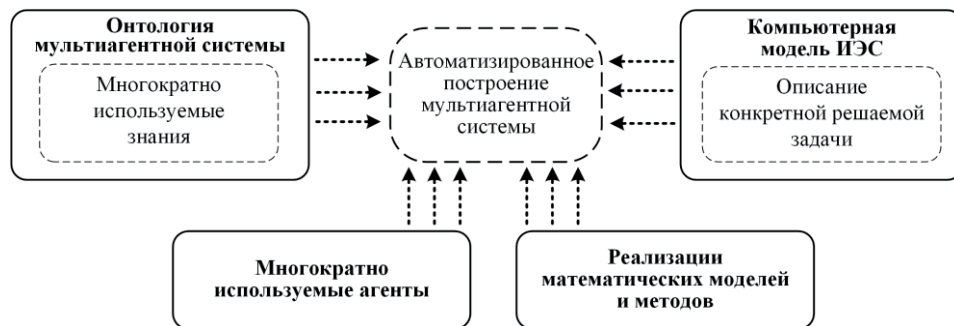 Онтология
мультиагентной системы
Многократно
используемые
знания
Автоматизированное
построение
мультиагентной
системы
Компьютерная
модель ИЭС
Описание
конкретной решаемой
задачи
Многократно
используемые агенты
Реализации
математических моделей
и методов